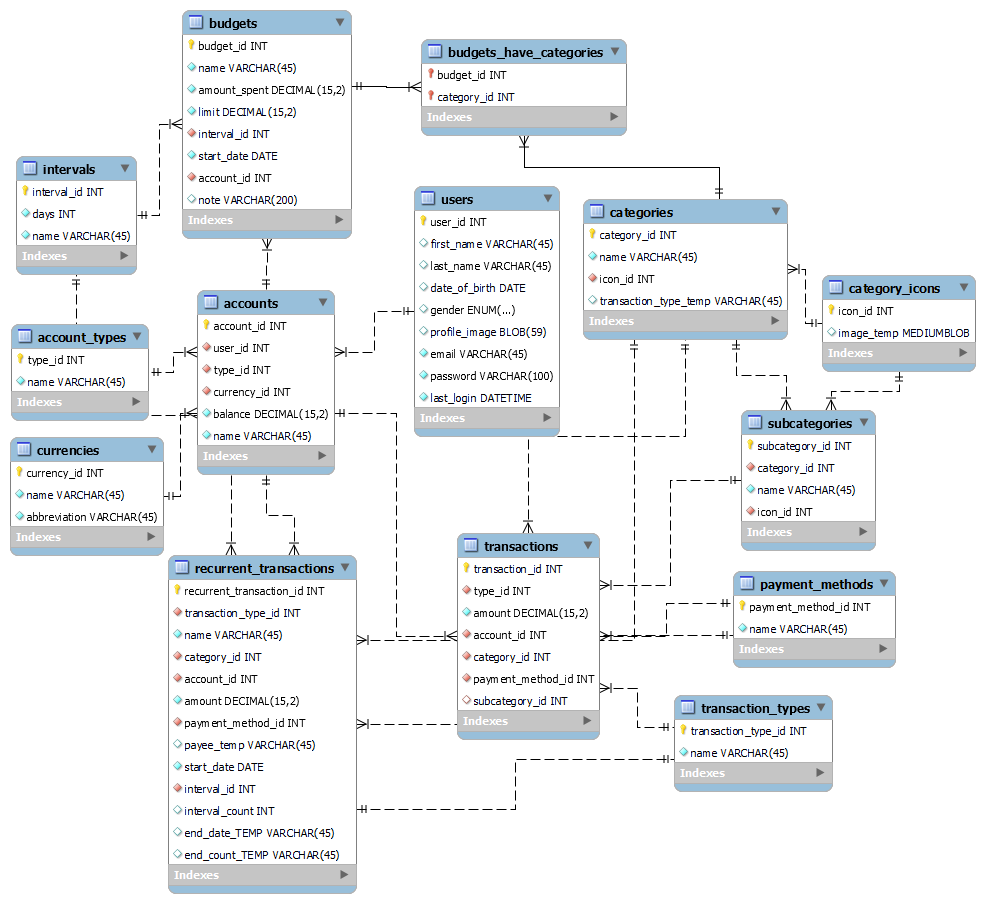 budgets
budget_id INT
name VARCHAR(45)
amount_spent DECIMAL(15,2)
limit DECIMAL(15,2)
interval_id INT
start_date DATE
account_id INT
note VARCHAR(200)
Indexes
budgets_have_categories
budget_id INT
category_id INT
Indexes
intervals
interval_id INT
days INT
name VARCHAR(45)
Indexes
users
user_id INT
first_name VARCHAR(45)
last_name VARCHAR(45)
date_of_birth DATE
gender ENUM(...)
profile_image BLOB(59)
email VARCHAR(45)
password VARCHAR(100)
last_login DATETIME
Indexes
categories
category_id INT
name VARCHAR(45)
icon_id INT
transaction_type_temp VARCHAR(45)
Indexes
category_icons
icon_id INT
image_temp MEDIUMBLOB
Indexes
accounts
account_id INT
user_id INT
type_id INT
currency_id INT
balance DECIMAL(15,2)
name VARCHAR(45)
Indexes
account_types
type_id INT
name VARCHAR(45)
Indexes
currencies
currency_id INT
name VARCHAR(45)
abbreviation VARCHAR(45)
Indexes
subcategories
subcategory_id INT
category_id INT
name VARCHAR(45)
icon_id INT
Indexes
recurrent_transactions
recurrent_transaction_id INT
transaction_type_id INT
name VARCHAR(45)
category_id INT
account_id INT
amount DECIMAL(15,2)
payment_method_id INT
payee_temp VARCHAR(45)
start_date DATE
interval_id INT
interval_count INT
end_date_TEMP VARCHAR(45)
end_count_TEMP VARCHAR(45)
Indexes
transactions
transaction_id INT
type_id INT
amount DECIMAL(15,2)
account_id INT
category_id INT
payment_method_id INT
subcategory_id INT
Indexes
payment_methods
payment_method_id INT
name VARCHAR(45)
Indexes
transaction_types
transaction_type_id INT
name VARCHAR(45)
Indexes